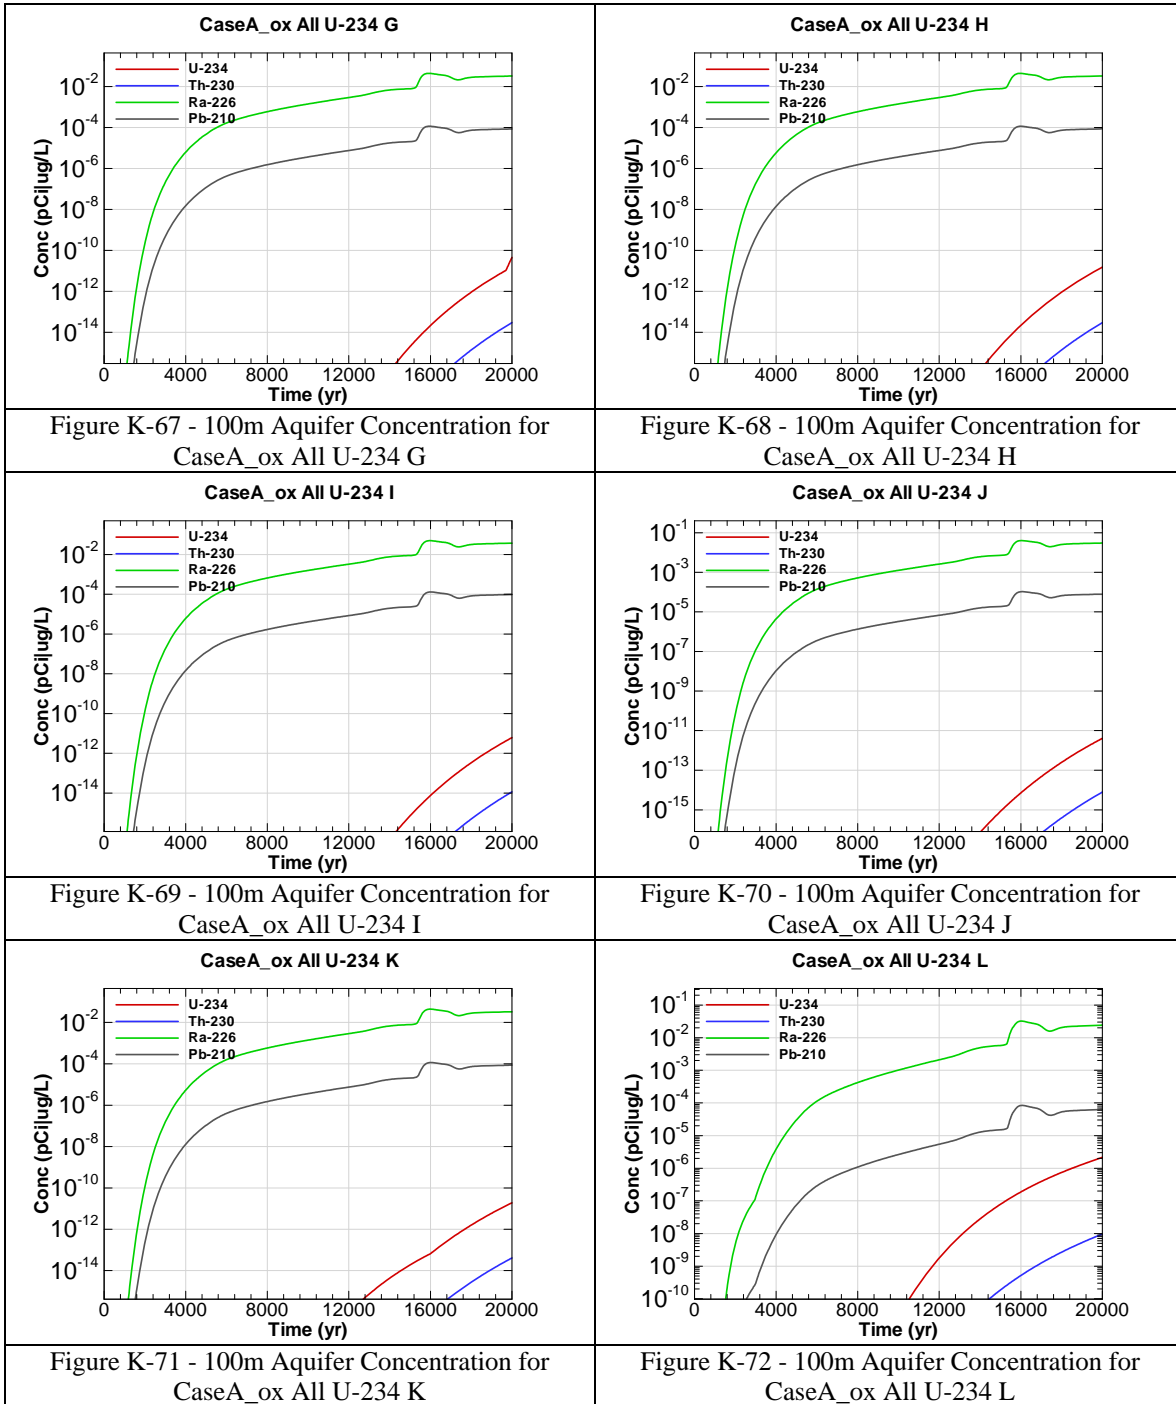 CaseA_ox All U-234 G
U-234
Th-230
Ra-226
Pb-210
10-2
10-4
10-6
10-8
10-10
10-12
10-14
Conc (pCi|ug/L)
0 4000 8000 12000 16000 20000
Time (yr)
Figure K-67 - 100m Aquifer Concentration for
CaseA_ox All U-234 G
CaseA_ox All U-234 H
U-234
Th-230
Ra-226
Pb-210
10-2
10-4
10-6
10-8
10-10
10-12
10-14
Conc (pCi|ug/L)
0 4000 8000 12000 16000 20000
Time (yr)
Figure K-68 - 100m Aquifer Concentration for
CaseA_ox All U-234 H
CaseA_ox All U-234 I
U-234
Th-230
Ra-226
Pb-210
10-2
10-4
10-6
10-8
10-10
10-12
10-14
Conc (pCi|ug/L)
0 4000 8000 12000 16000 20000
Time (yr)
Figure K-69 - 100m Aquifer Concentration for
CaseA_ox All U-234 I
CaseA_ox All U-234 J
U-234
Th-230
Ra-226
Pb-210
10-1
10-3
10-5
10-7
10-9
10-11
10-13
10-15
Conc (pCi|ug/L)
0 4000 8000 12000 16000 20000
Time (yr)
Figure K-70 - 100m Aquifer Concentration for
CaseA_ox All U-234 J
CaseA_ox All U-234 K
U-234
Th-230
Ra-226
Pb-210
10-2
10-4
10-6
10-8
10-10
10-12
10-14
Conc (pCi|ug/L)
0 4000 8000 12000 16000 20000
Time (yr)
Figure K-71 - 100m Aquifer Concentration for
CaseA_ox All U-234 K
CaseA_ox All U-234 L
U-234
Th-230
Ra-226
Pb-210
10-1
10-2
10-3
10-4
10-5
10-6
10-7
10-8
10-9
10-10
Conc (pCi|ug/L)
0 4000 8000 12000 16000 20000
Time (yr)
Figure K-72 - 100m Aquifer Concentration for
CaseA_ox All U-234 L